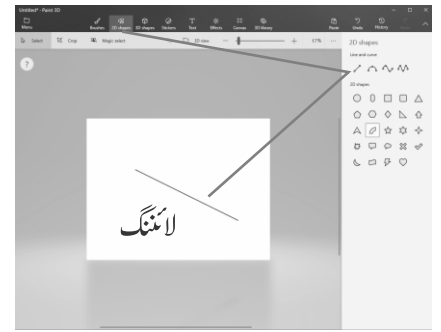 Untitled* - Paint 3D
Menu
Brushes
2D shapes
3D shapes
Stickers
Text
Effects
Canvas
3D library
Paste
Undo
History
Select
Crop
Magic select
3D view
57%
2D shapes
Line and curve
2D shapes
لائننگ